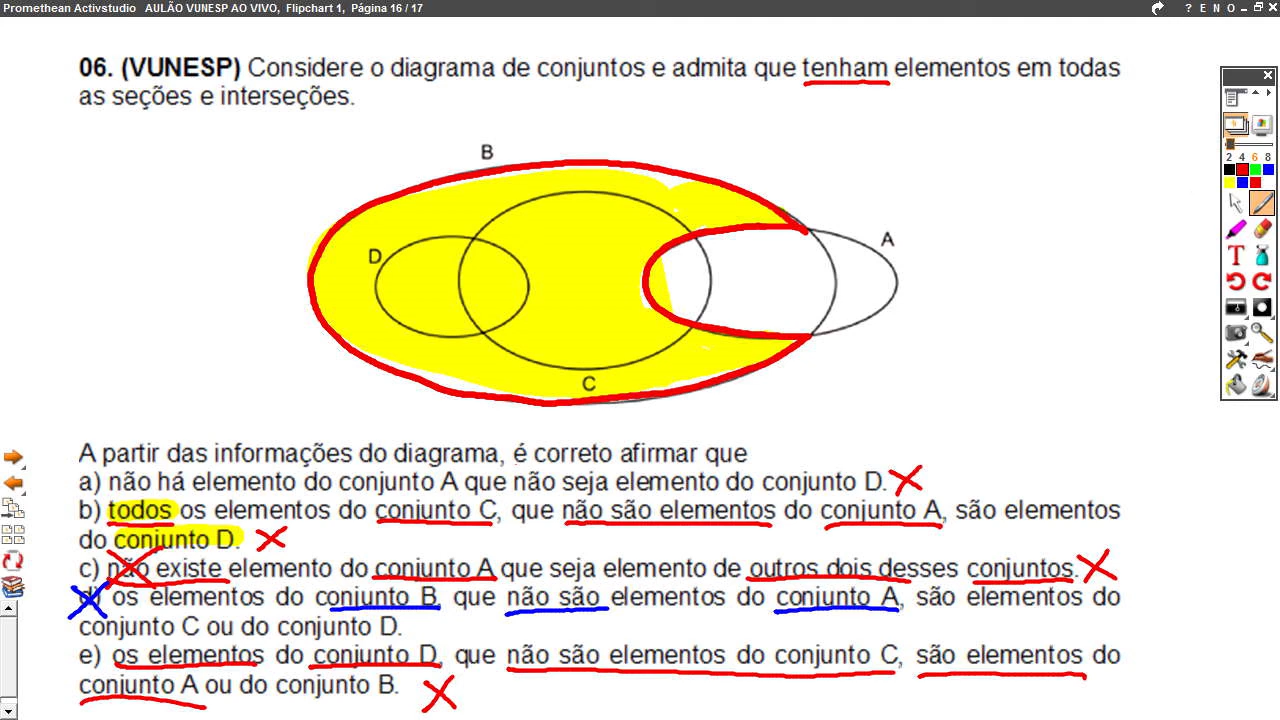 Promethean Activstudio AULÃO VUNESP AO VIVO, Flipchart 1, Página 16 / 17
? E N O
06. (VUNESP) Considere o diagrama de conjuntos e admita que tenham elementos em todas
as seções e interseções.
B
A
D
C
2 4 6 8
T
A partir das informações do diagrama, é correto afirmar que
a) não há elemento do conjunto A que não seja elemento do conjunto D.
b) todos os elementos do conjunto C, que não são elementos do conjunto A, são elementos
do conjunto D.
c) não existe elemento do conjunto A que seja elemento de outros dois desses conjuntos.
d) os elementos do conjunto B, que não são elementos do conjunto A, são elementos do
conjunto C ou do conjunto D.
e) os elementos do conjunto D, que não são elementos do conjunto C, são elementos do
conjunto A ou do conjunto B.